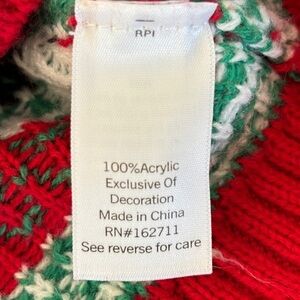 RPI
100%Acrylic
Exclusive Of
Decoration
Made in China
RN#162711
See reverse for care